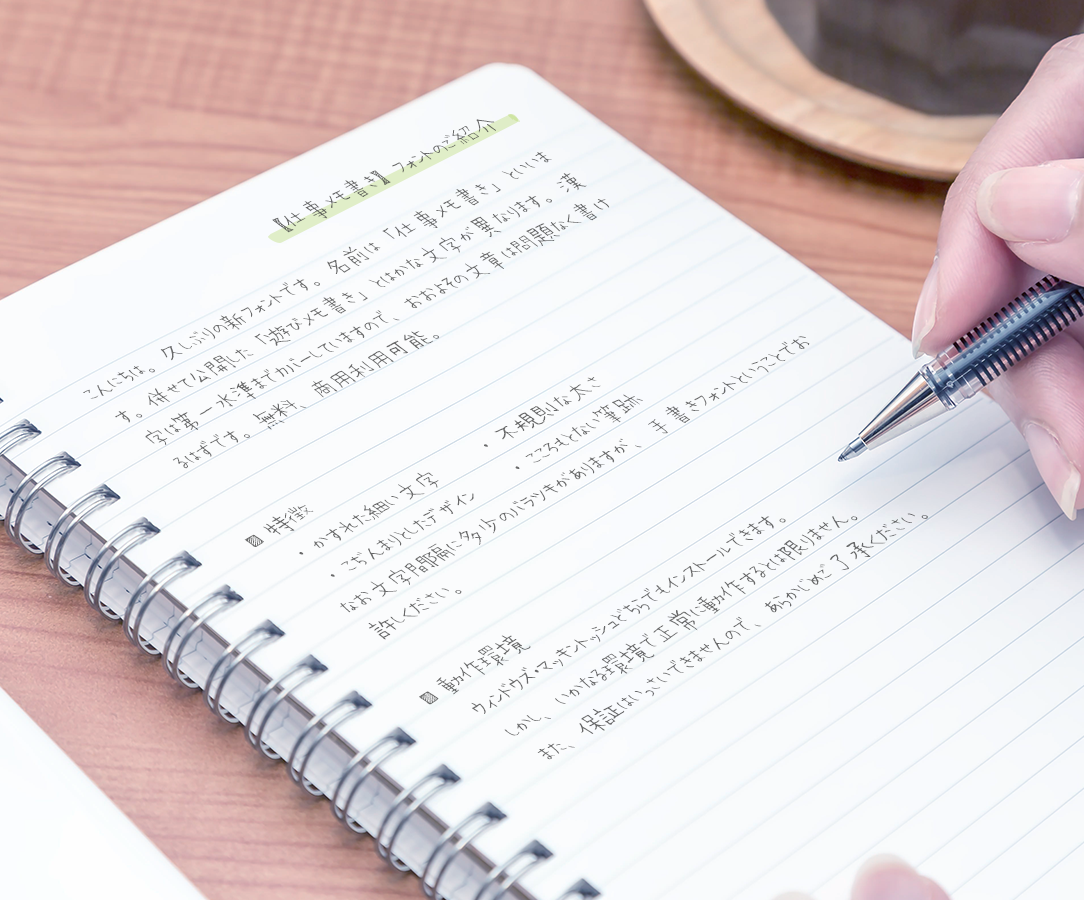 【仕事メモ書き】フォントのご紹介
こんにちは。久しぶりの新フォントです。名前は「仕事メモ書き」といいま
す。併せて公開した「遊びメモ書き」とはかな文字が異なります。漢
字は第一水準までカバーしていますので、おおよその文章は問題なく書け
るはずです。無料、商用利用可能。
■特徴
・かすれた細い文字 ・不規則な太さ
・こぢんまりとしたデザイン ・こころもとない筆跡
なお文字間隔に多少のバラツキがありますが、手書きフォントということでお
許しください。
■動作環境
ウィンドウズ・マッキントッシュどちらでもインストールできます。
しかし、いかなる環境で正常に動作するとは限りません。
また、保証はいっさいできませんので、あらかじめご了承ください。